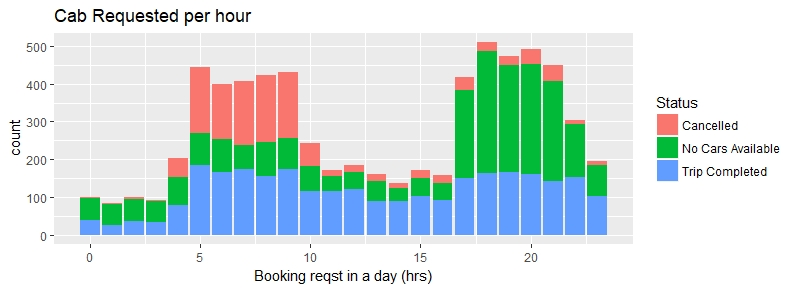 Cab Requested per hour
500
400
300
200
100
0
count
0 5 10 15 20
Booking reqst in a day (hrs)
Status
Cancelled
No Cars Available
Trip Completed